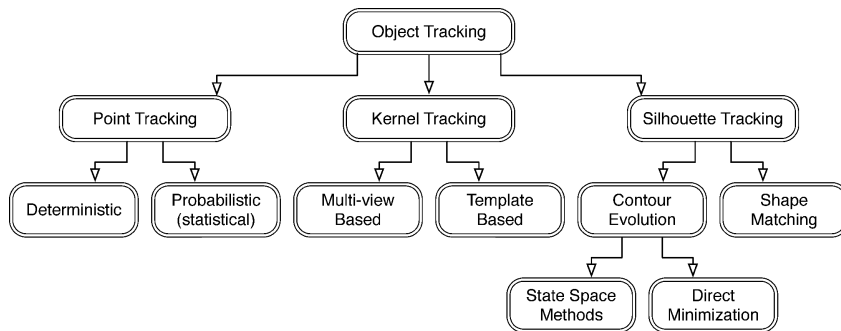 Object Tracking
Point Tracking
Kernel Tracking
Silhouette Tracking
Deterministic
Probabilistic
(statistical)
Multi-view
Based
Template
Based
Contour
Evolution
Shape
Matching
State Space
Methods
Direct
Minimization